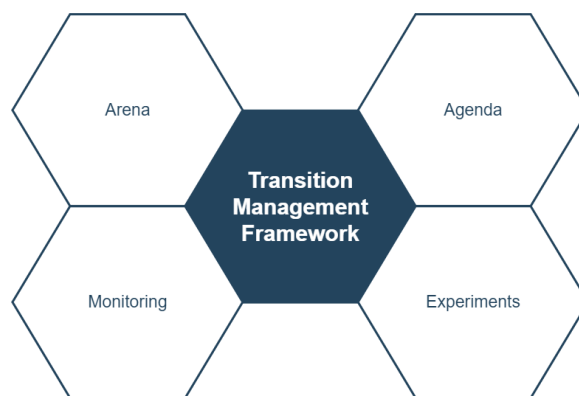 Arena
Agenda
Transition
Management
Framework
Monitoring
Experiments